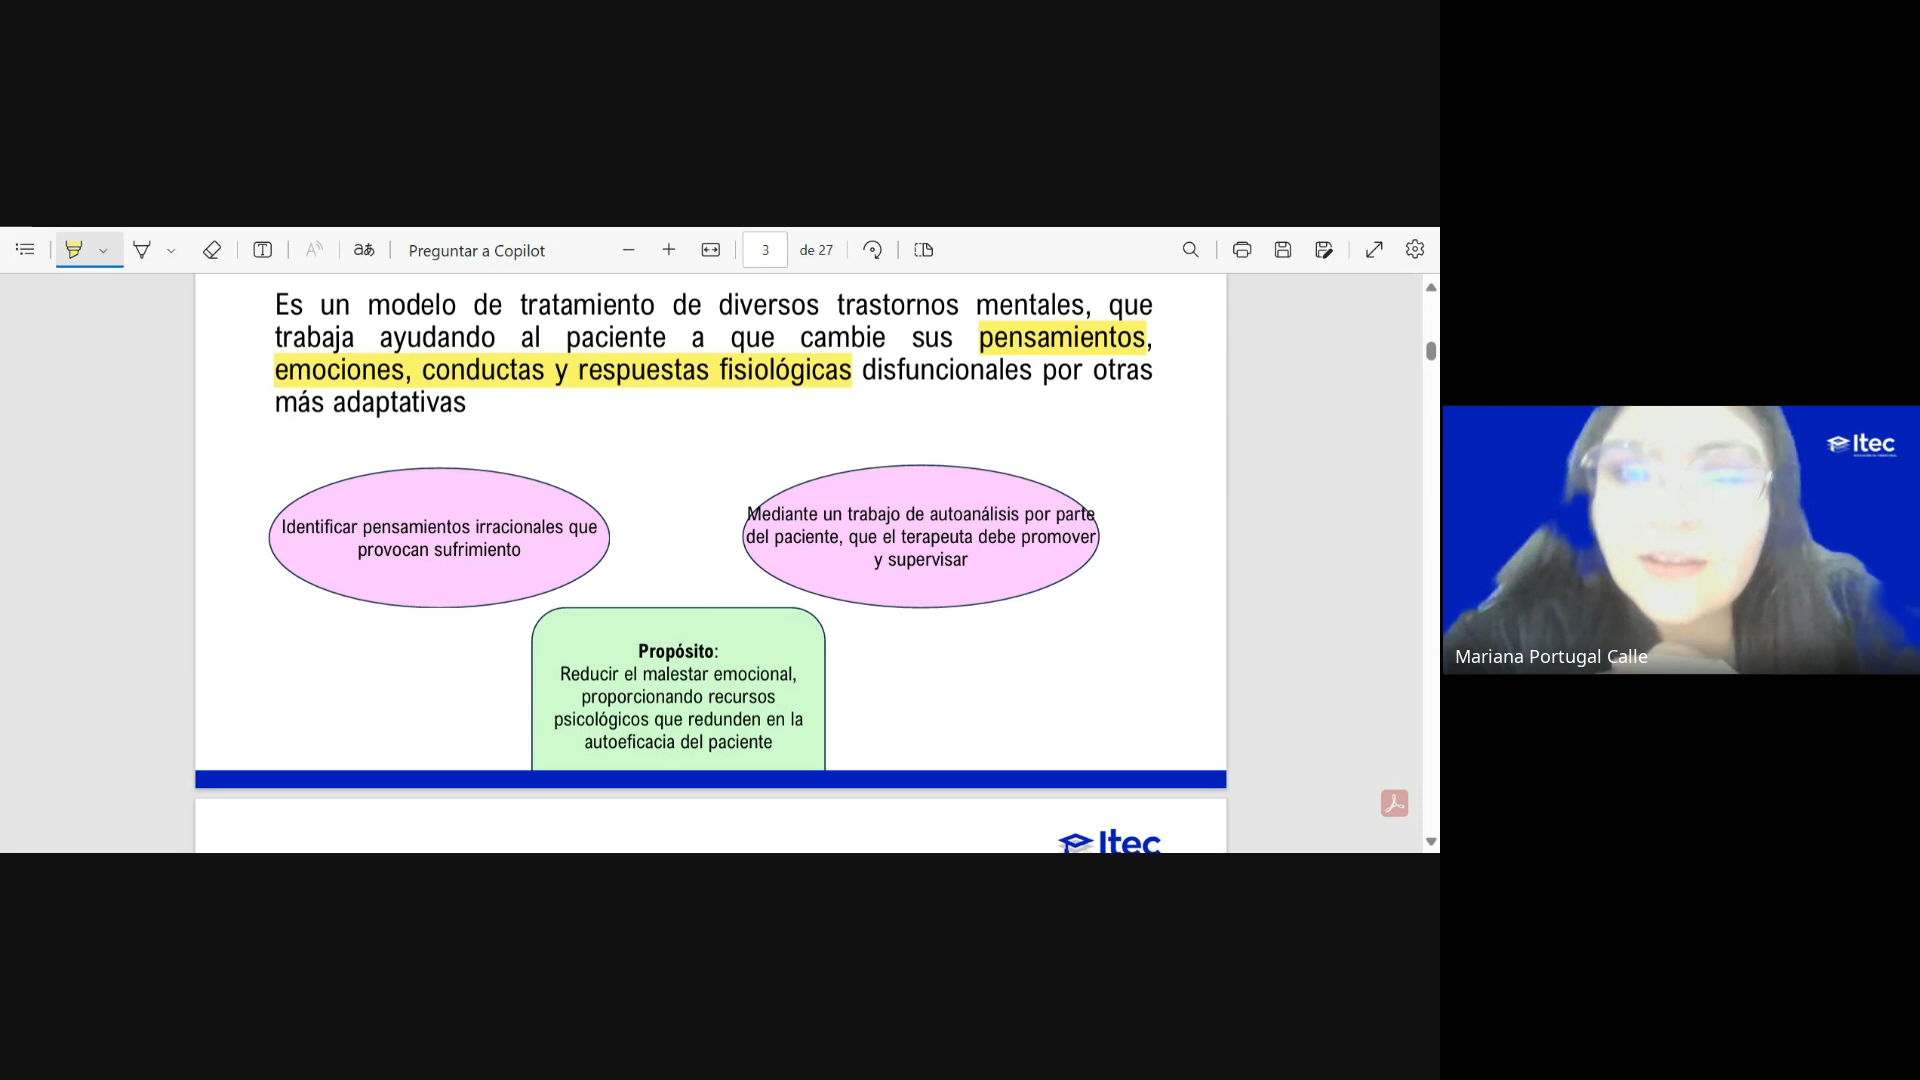 Preguntar a Copilot
3 de 27
Es un modelo de tratamiento de diversos trastornos mentales, que
trabaja ayudando al paciente a que cambie sus pensamientos,
emociones, conductas y respuestas fisiológicas disfuncionales por otras
más adaptativas
Identificar pensamientos irracionales que
provocan sufrimiento
Mediante un trabajo de autoanálisis por parte
del paciente, que el terapeuta debe promover
y supervisar
Propósito:
Reducir el malestar emocional,
proporcionando recursos
psicológicos que redunden en la
autoeficacia del paciente
Itec
Itec
Mariana Portugal Calle